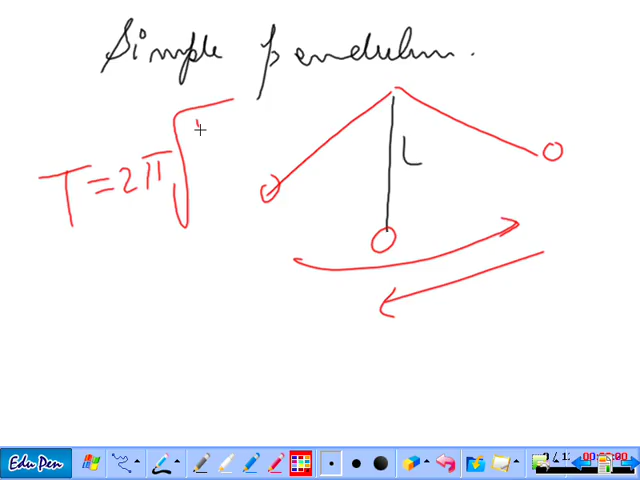 Simple pendulum.
T = 2π√
L
Edu Pen